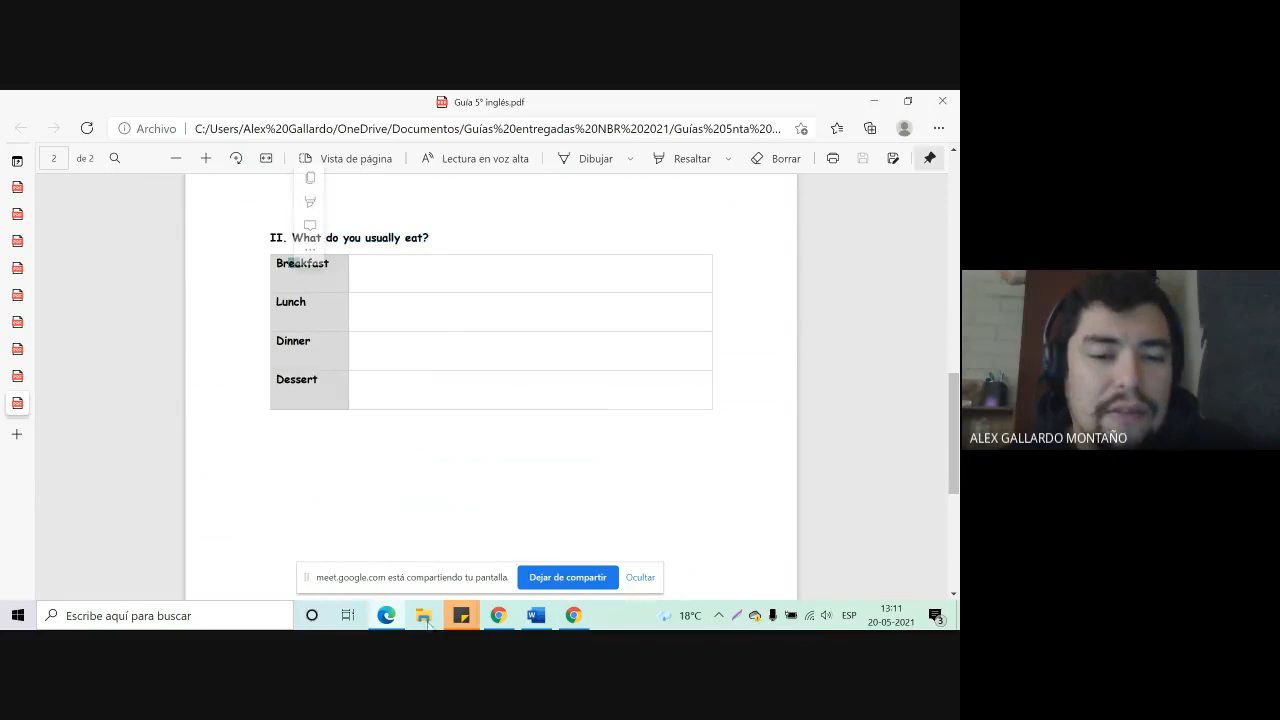 Guía 5° inglés.pdf
Archivo C:/Users/Alex%20Gallardo/OneDrive/Documentos/Guías%20entregadas%20NBR%202021/Guías%205nta%20...
2 de 2 Vista de página Lectura en voz alta Dibujar Resaltar Borrar
II. What do you usually eat?
Breakfast
Lunch
Dinner
Dessert
ALEX GALLARDO MONTAÑO
meet.google.com está compartiendo tu pantalla. Dejar de compartir Ocultar
Escribe aquí para buscar
18°C ESP 13:11
20-05-2021 3